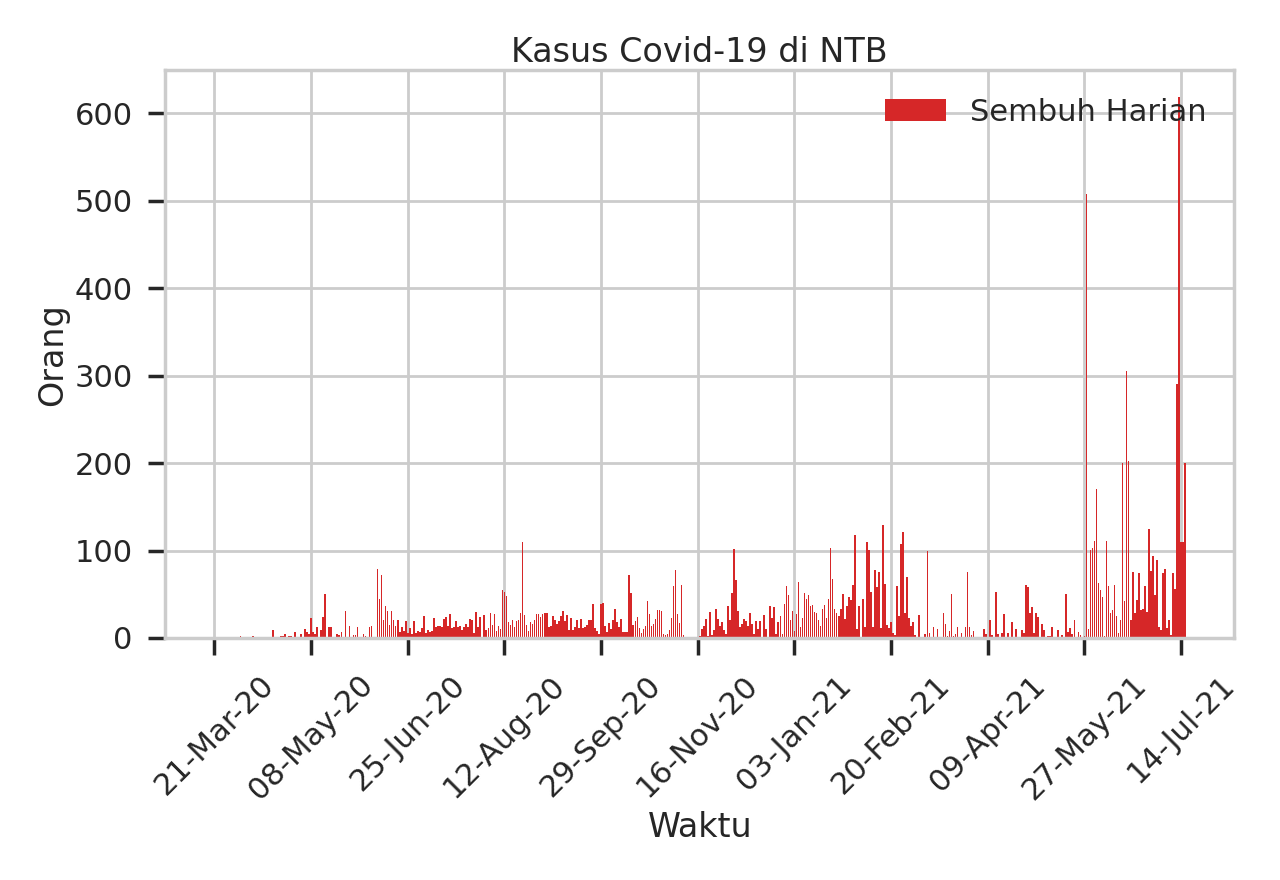 Kasus Covid-19 di NTB
Sembuh Harian
600
500
400
300
200
100
0
Orang
21-Mar-20
08-May-20
25-Jun-20
12-Aug-20
29-Sep-20
16-Nov-20
03-Jan-21
20-Feb-21
09-Apr-21
27-May-21
14-Jul-21
Waktu